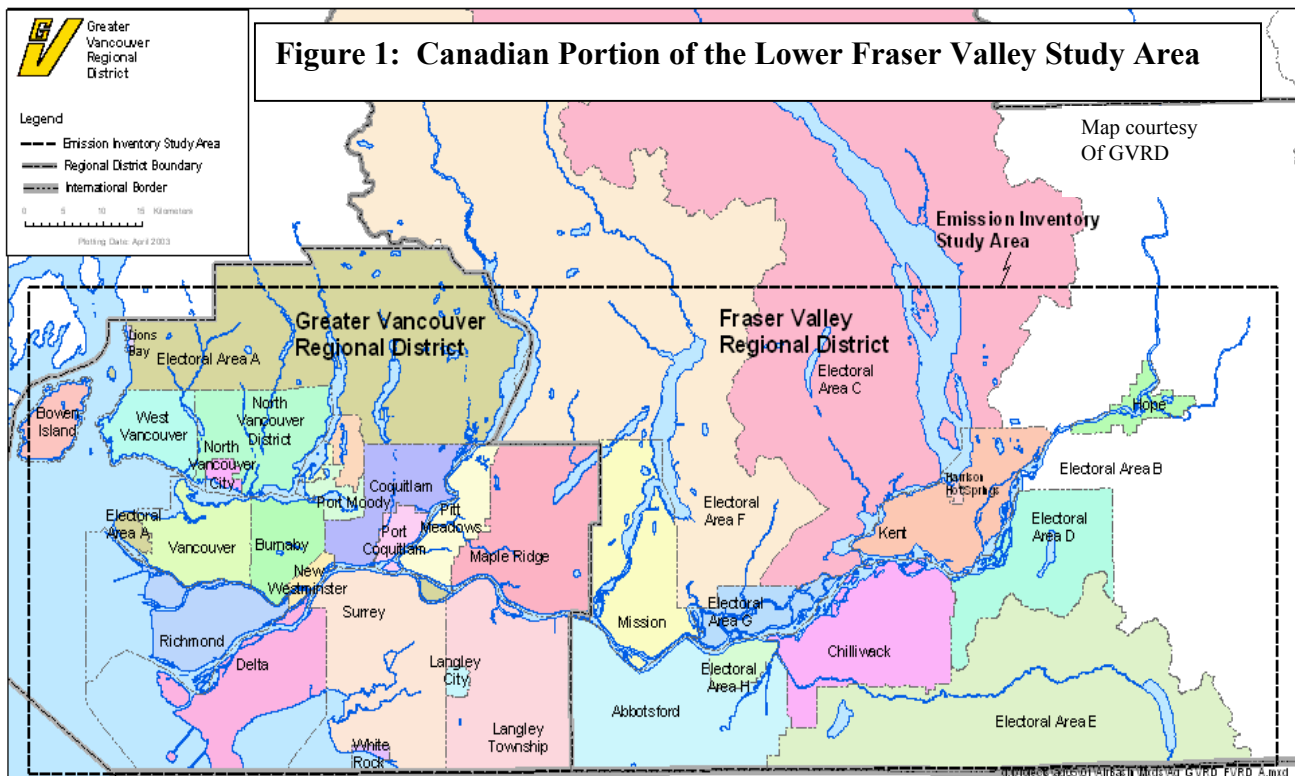 GV
Greater
Vancouver
Regional
District
Figure 1: Canadian Portion of the Lower Fraser Valley Study Area
Legend
Emission Inventory Study Area
Regional District Boundary
International Border
0 5 10 15 Kilometers
Plotting Date: April 2003
Map courtesy
Of GVRD
Emission Inventory
Study Area
Greater Vancouver
Regional District
Fraser Valley
Regional District
Lions
Bay
Electoral Area A
Electoral
Area C
Bowen
Island
West
Vancouver
North
Vancouver
District
North
Vancouver
City
Hope
Electoral Area B
Port Moody
Coquitlam
Pitt
Meadows
Port
Coquitlam
Maple Ridge
Electoral
Area F
Harrison
Hot Springs
Kent
Electoral
Area D
Electoral
Area A
Vancouver
Burnaby
New
Westminster
Surrey
Richmond
Delta
Mission
Electoral
Area G
Chilliwack
Langley
City
Electoral
Area H
Abbotsford
Langley
Township
White
Rock
Electoral Area E